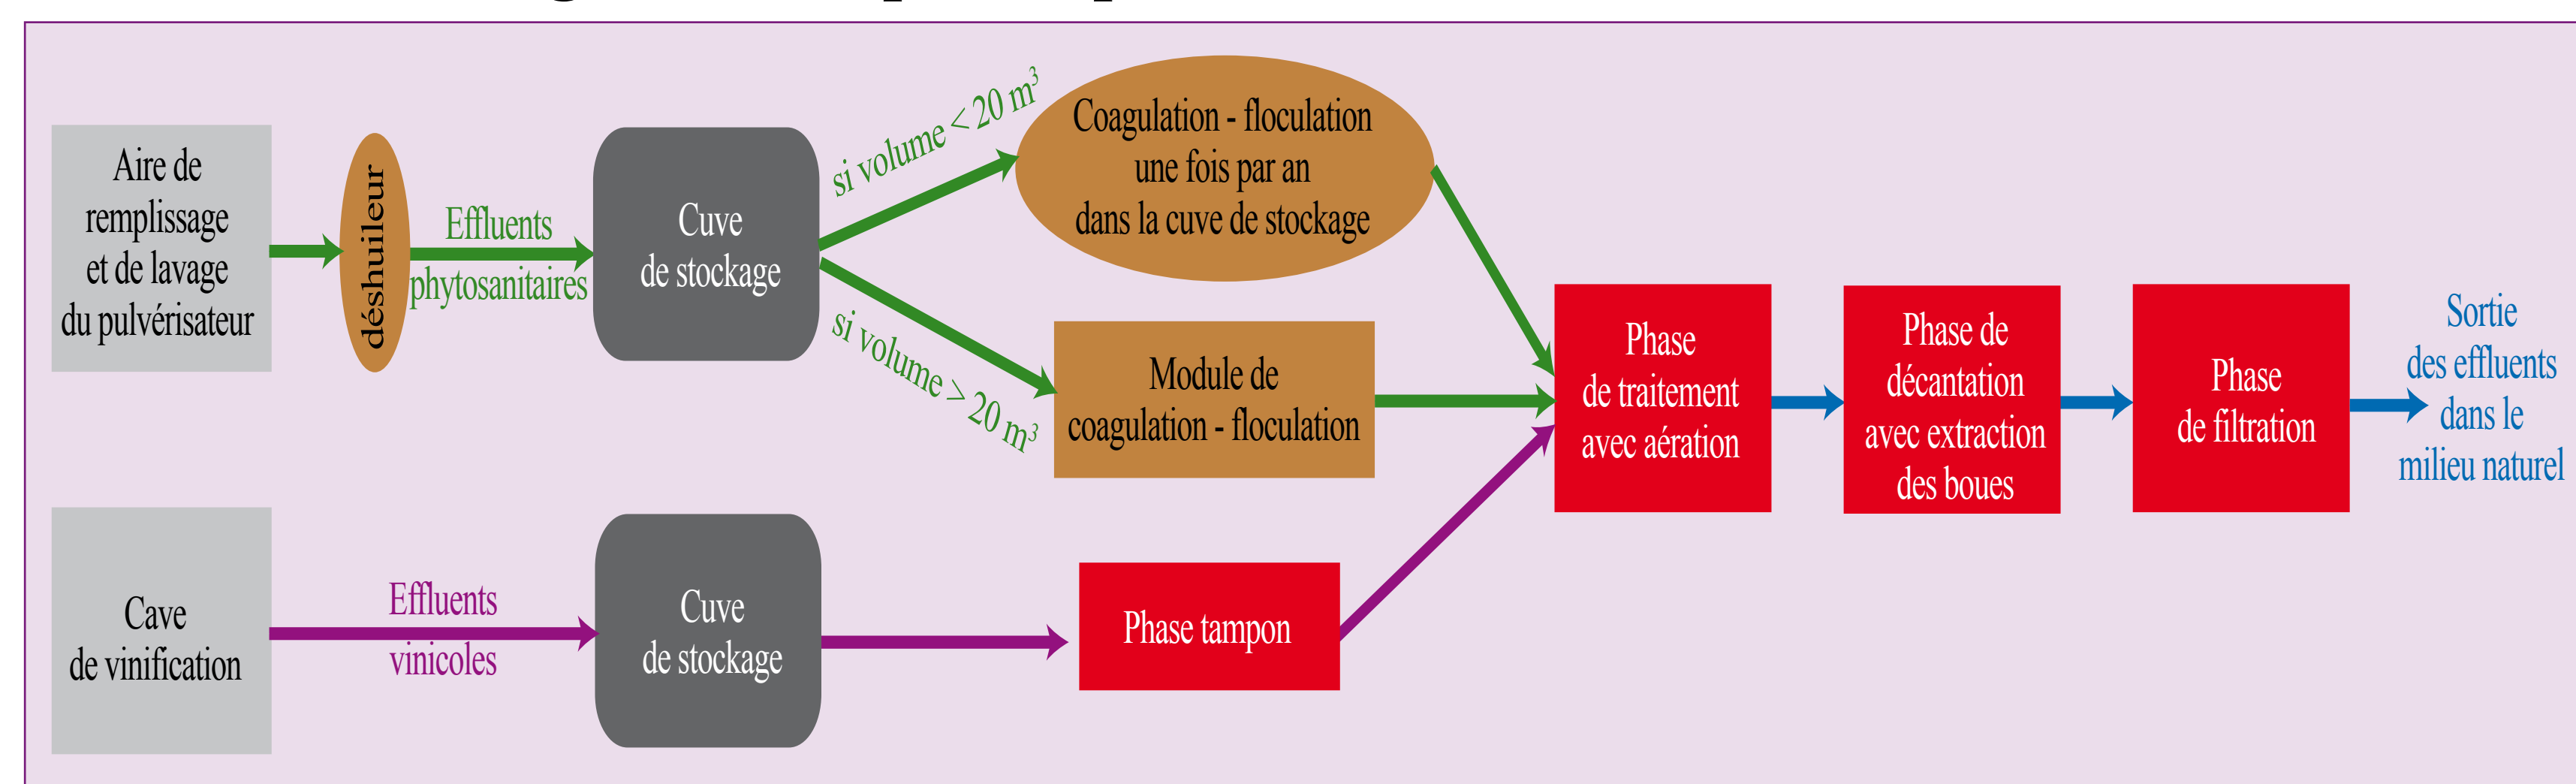 Aire de
remplissage
et de lavage
du pulvérisateur
déshuileur
Effluents
phytosanitaires
Cuve
de stockage
si volume < 20 m³
Coagulation - floculation
une fois par an
dans la cuve de stockage
si volume > 20 m³
Module de
coagulation - floculation
Cave
de vinification
Effluents
vinicoles
Cuve
de stockage
Phase tampon
Phase
de traitement
avec aération
Phase de
décantation
avec extraction
des boues
Phase
de filtration
Sortie
des effluents
dans le
milieu naturel